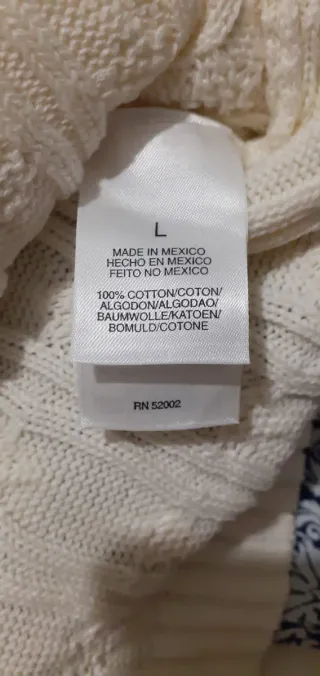 L
MADE IN MEXICO
HECHO EN MEXICO
FEITO NO MEXICO
100% COTTON/COTON/
ALGODON/ALGODAO/
BAUMWOLLE/KATOEN/
BOMULD/COTONE
RN 52002